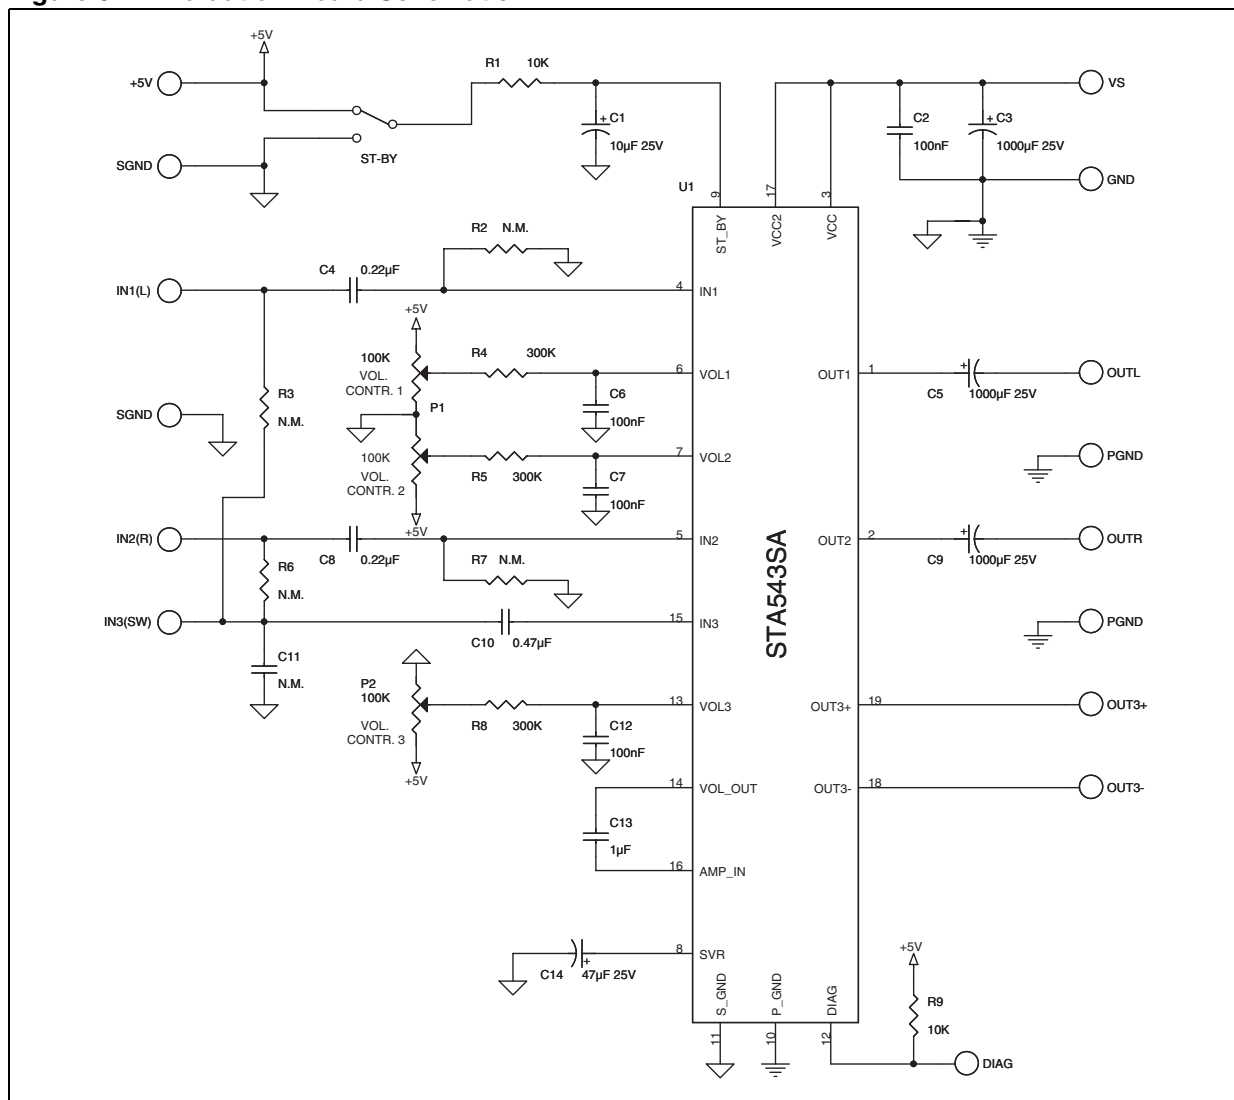 +5V
+5V
SGND
ST-BY
R1 10K
C1
10µF 25V
C2
100nF
C3
1000µF 25V
VS
GND
U1
9
17
3
ST_BY
VCC2
VCC
R2 N.M.
IN1(L)
C4 0.22µF
4 IN1
+5V
100K
VOL.
CONTR. 1
R4 300K
6 VOL1
C6
100nF
P1
R3
N.M.
SGND
100K
VOL.
CONTR. 2
R5 300K
7 VOL2
C7
100nF
+5V
IN2(R)
C8 0.22µF
5 IN2
R6
N.M.
R7 N.M.
IN3(SW)
C10 0.47µF
15 IN3
C11
N.M.
P2
100K
VOL.
CONTR. 3
R8 300K
13 VOL3
C12
100nF
+5V
14 VOL_OUT
C13
1µF
16 AMP_IN
C14 47µF 25V
8 SVR
STA543SA
OUT1 1
C5 1000µF 25V
OUTL
PGND
OUT2 2
C9 1000µF 25V
OUTR
PGND
OUT3+ 19
OUT3+
OUT3- 18
OUT3-
S_GND
P_GND
DIAG
11
10
12
+5V
R9
10K
DIAG